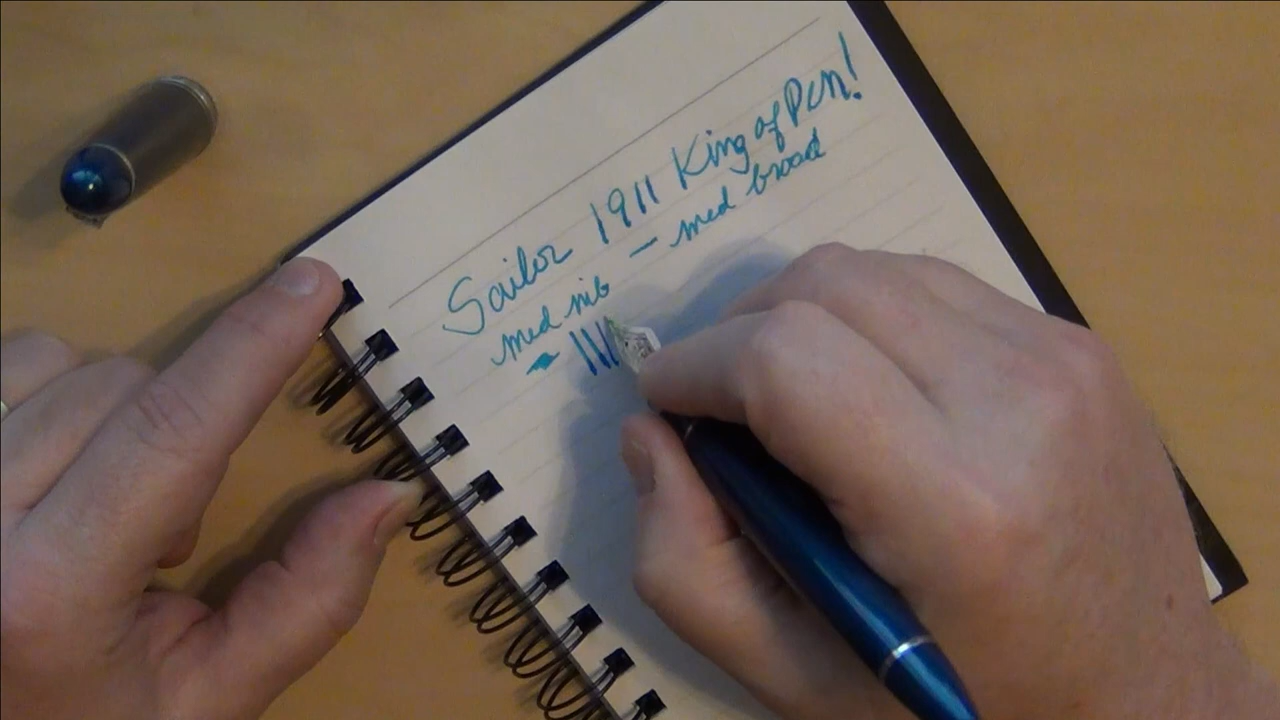 Sailor 1911 King of Pen!
med nib – med broad